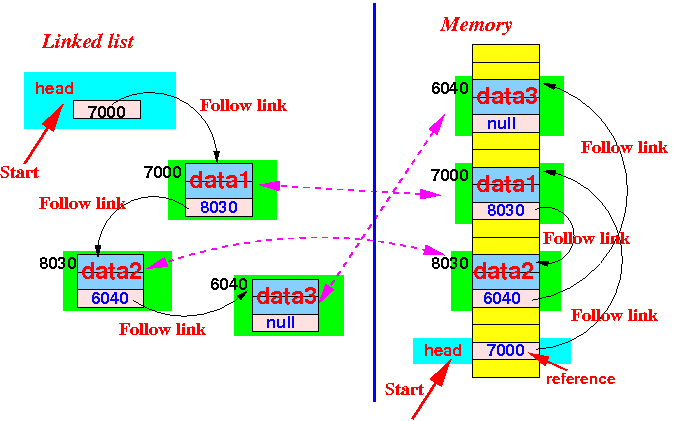 Linked list
head
7000
Start
Follow link
7000
data1
8030
Follow link
8030
data2
6040
Follow link
6040
data3
null
Memory
6040
data3
null
Follow link
7000
data1
8030
Follow link
8030
data2
6040
Follow link
head
7000
Start
reference